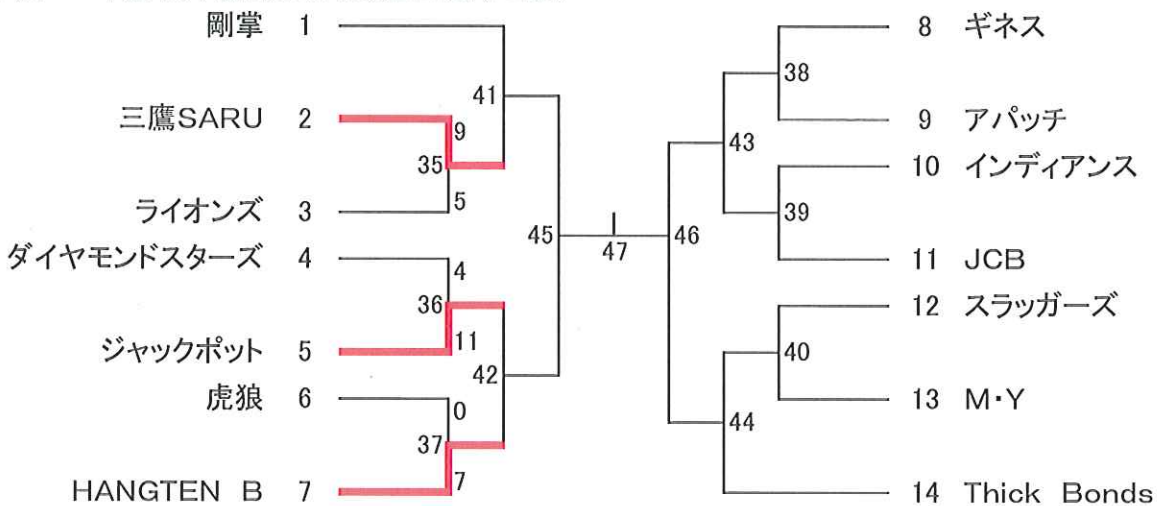 剛掌 1
41
三鷹SARU 2
9
35
5
ライオンズ 3
ダイヤモンドスターズ 4
4
36
11
ジャックポット 5
42
虎狼 6
0
37
7
HANGTEN B 7
45
47
46
8 ギネス
38
9 アパッチ
43
10 インディアンス
39
11 JCB
12 スラッガーズ
40
13 M・Y
44
14 Thick Bonds